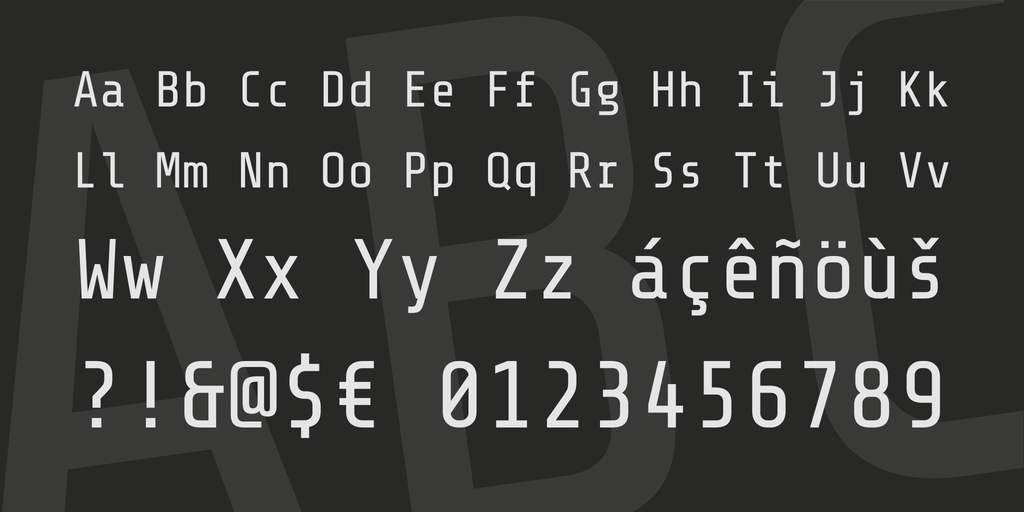 Aa Bb Cc Dd Ee Ff Gg Hh Ii Jj Kk
Ll Mm Nn Oo Pp Qq Rr Ss Tt Uu Vv
Ww Xx Yy Zz áçêñöùš
?!&@$€ 0123456789
ABC